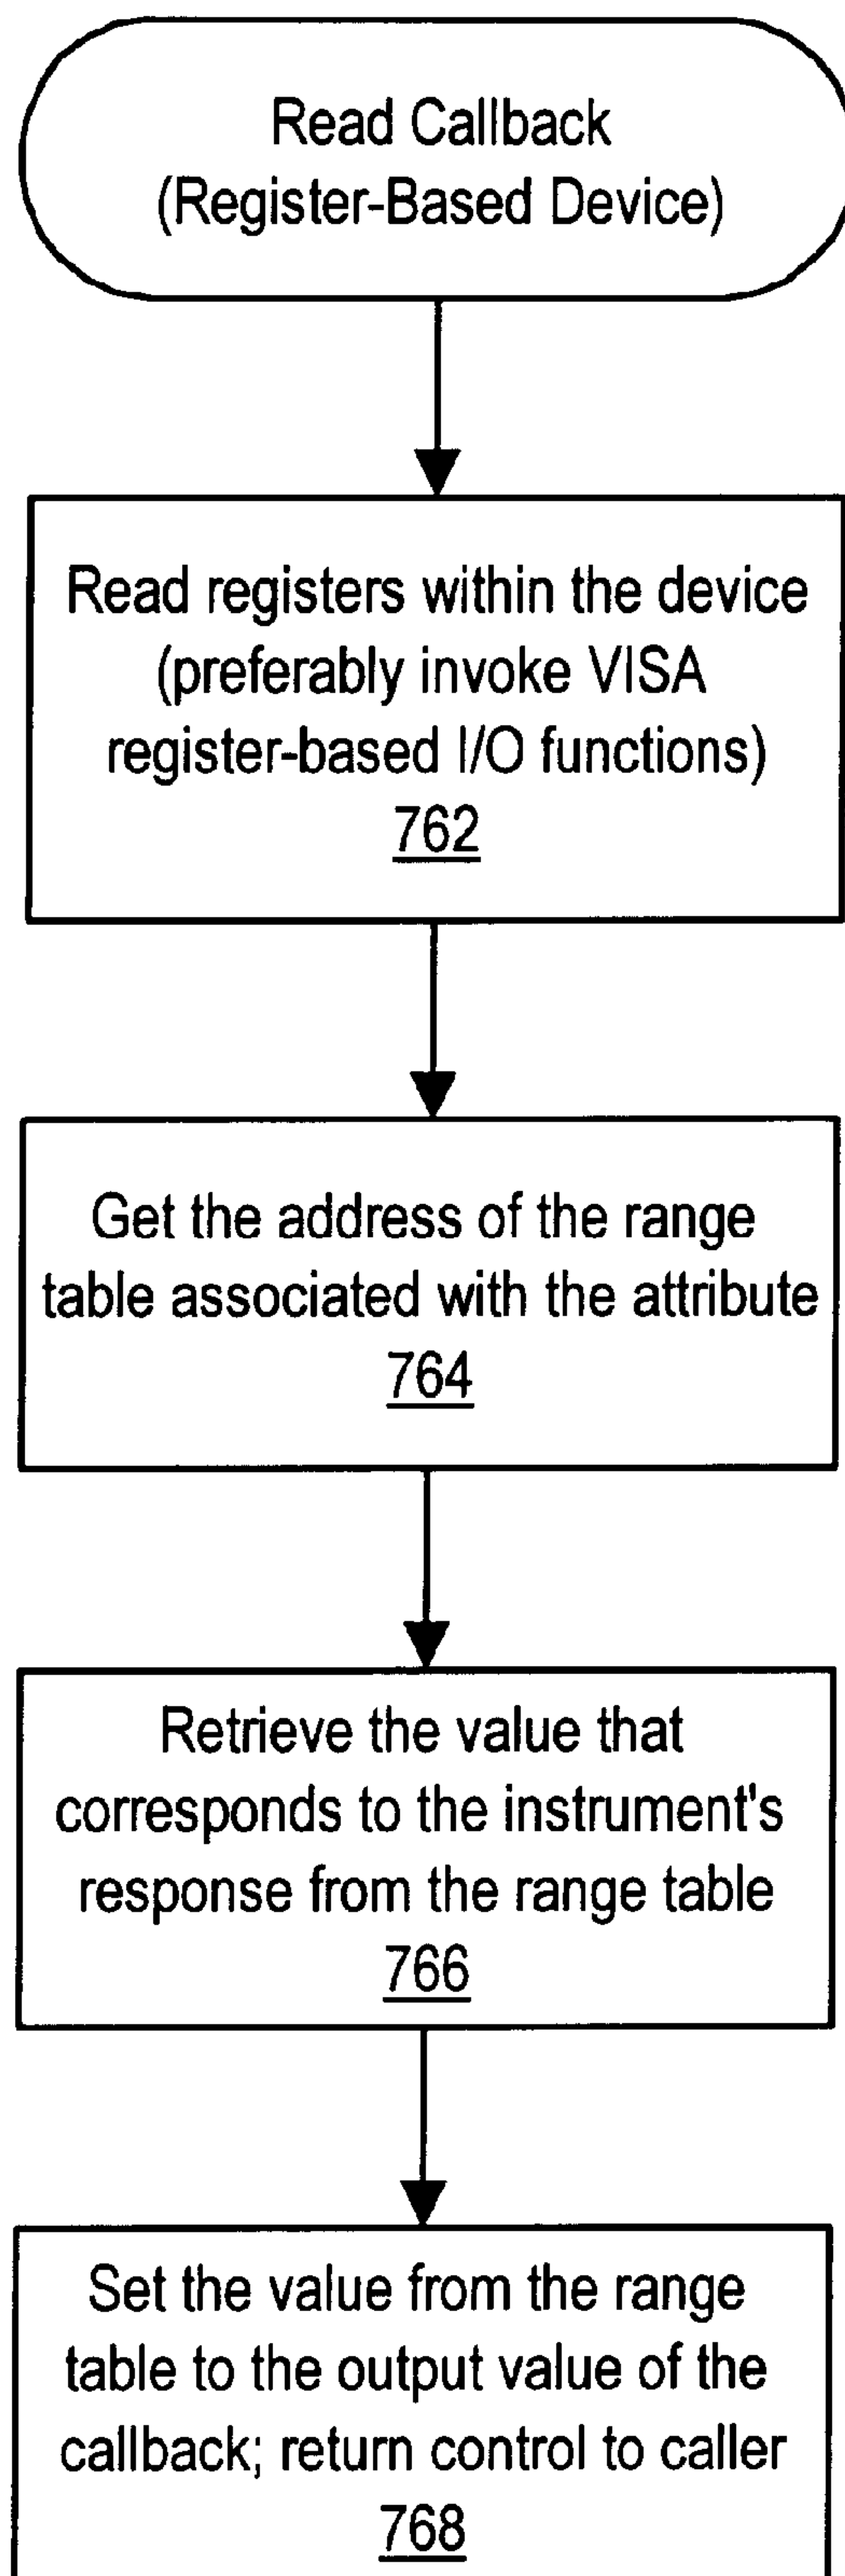 Read Callback
(Register-Based Device)
Read registers within the device
(preferably invoke VISA
register-based I/O functions)
762
Get the address of the range
table associated with the attribute
764
Retrieve the value that
corresponds to the instrument's
response from the range table
766
Set the value from the range
table to the output value of the
callback; return control to caller
768